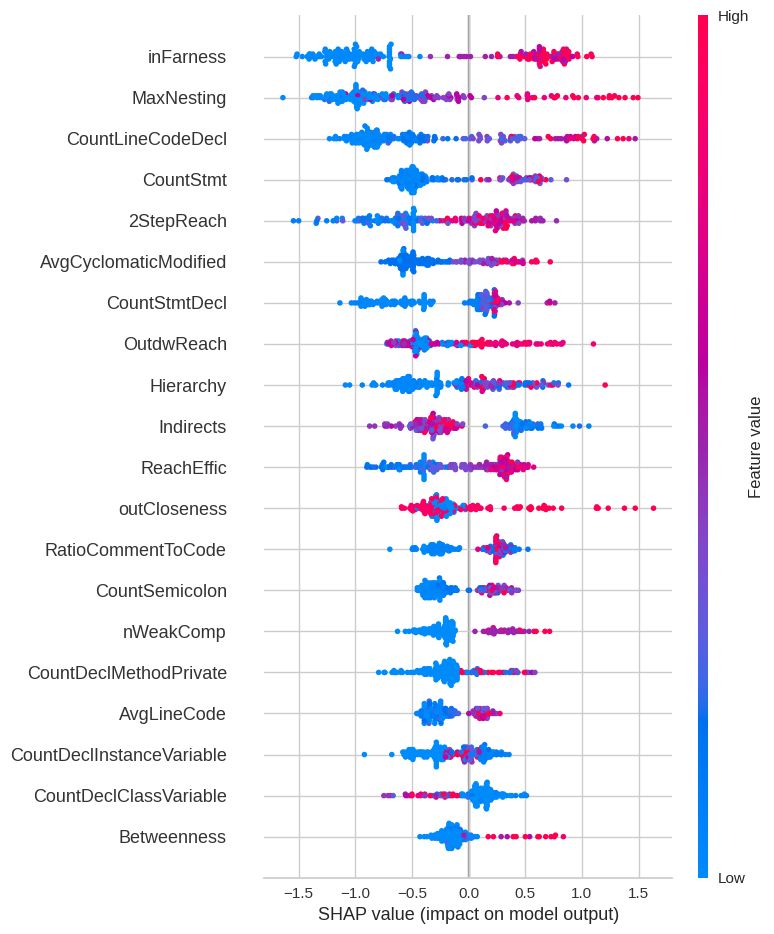 High
inFarness
MaxNesting
CountLineCodeDecl
CountStmt
2StepReach
AvgCyclomaticModified
CountStmtDecl
OutdwReach
Hierarchy
Indirects
ReachEffic
outCloseness
RatioCommentToCode
CountSemicolon
nWeakComp
CountDeclMethodPrivate
AvgLineCode
CountDeclInstanceVariable
CountDeclClassVariable
Betweenness
Feature value
Low
−1.5 −1.0 −0.5 0.0 0.5 1.0 1.5
SHAP value (impact on model output)